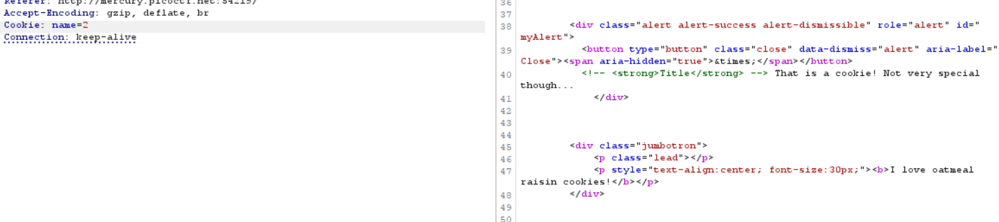 Referer: http://mercury.picoctf.net:54219/
Accept-Encoding: gzip, deflate, br
Cookie: name=2
Connection: keep-alive
36
37
38 <div class="alert alert-success alert-dismissible" role="alert" id="
myAlert">
39 <button type="button" class="close" data-dismiss="alert" aria-label="
Close"><span aria-hidden="true">&times;</span></button>
40 <!-- <strong>Title</strong> --> That is a cookie! Not very special
though...
41 </div>
42
43
44
45 <div class="jumbotron">
46 <p class="lead"></p>
47 <p style="text-align:center; font-size:30px;"><b>I love oatmeal
raisin cookies!</b></p>
48 </div>
49
50